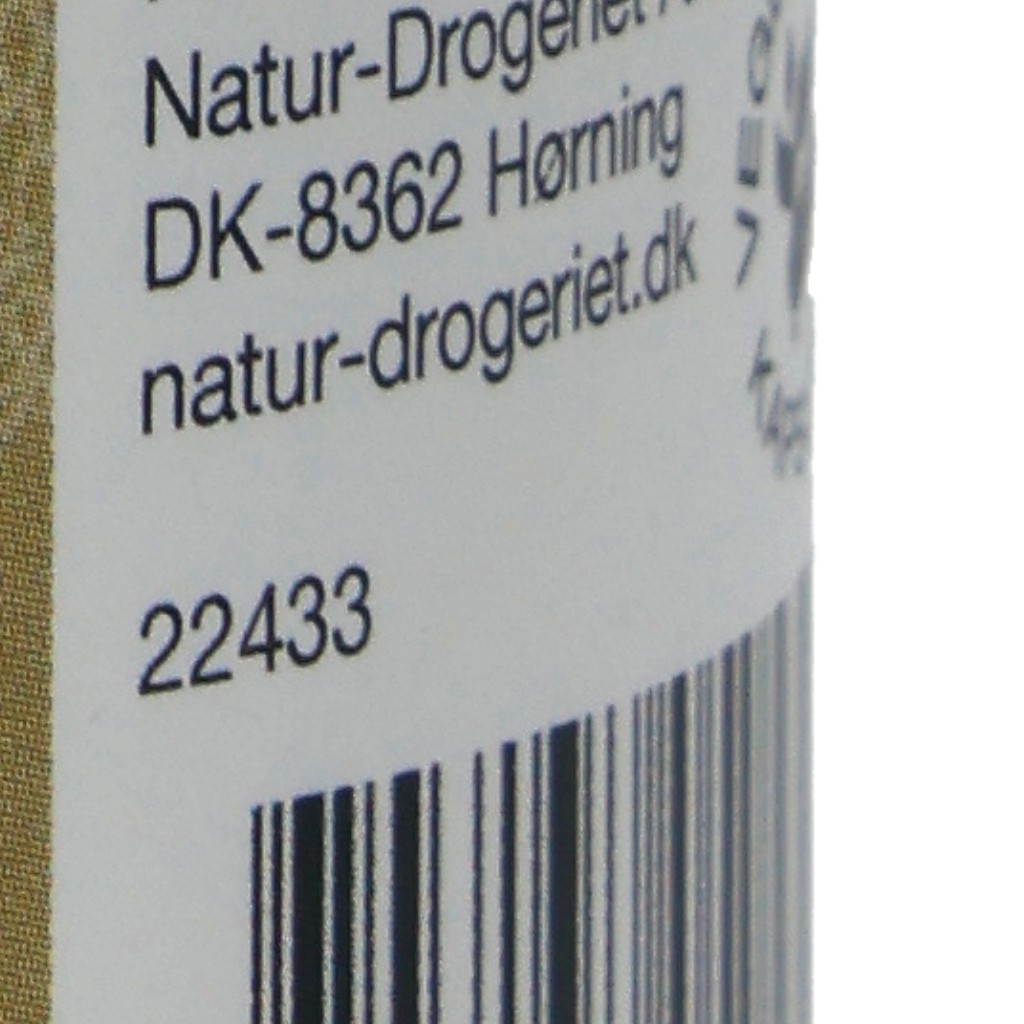 Natur-Drogeriet
DK-8362 Hørning
natur-drogeriet.dk
22433